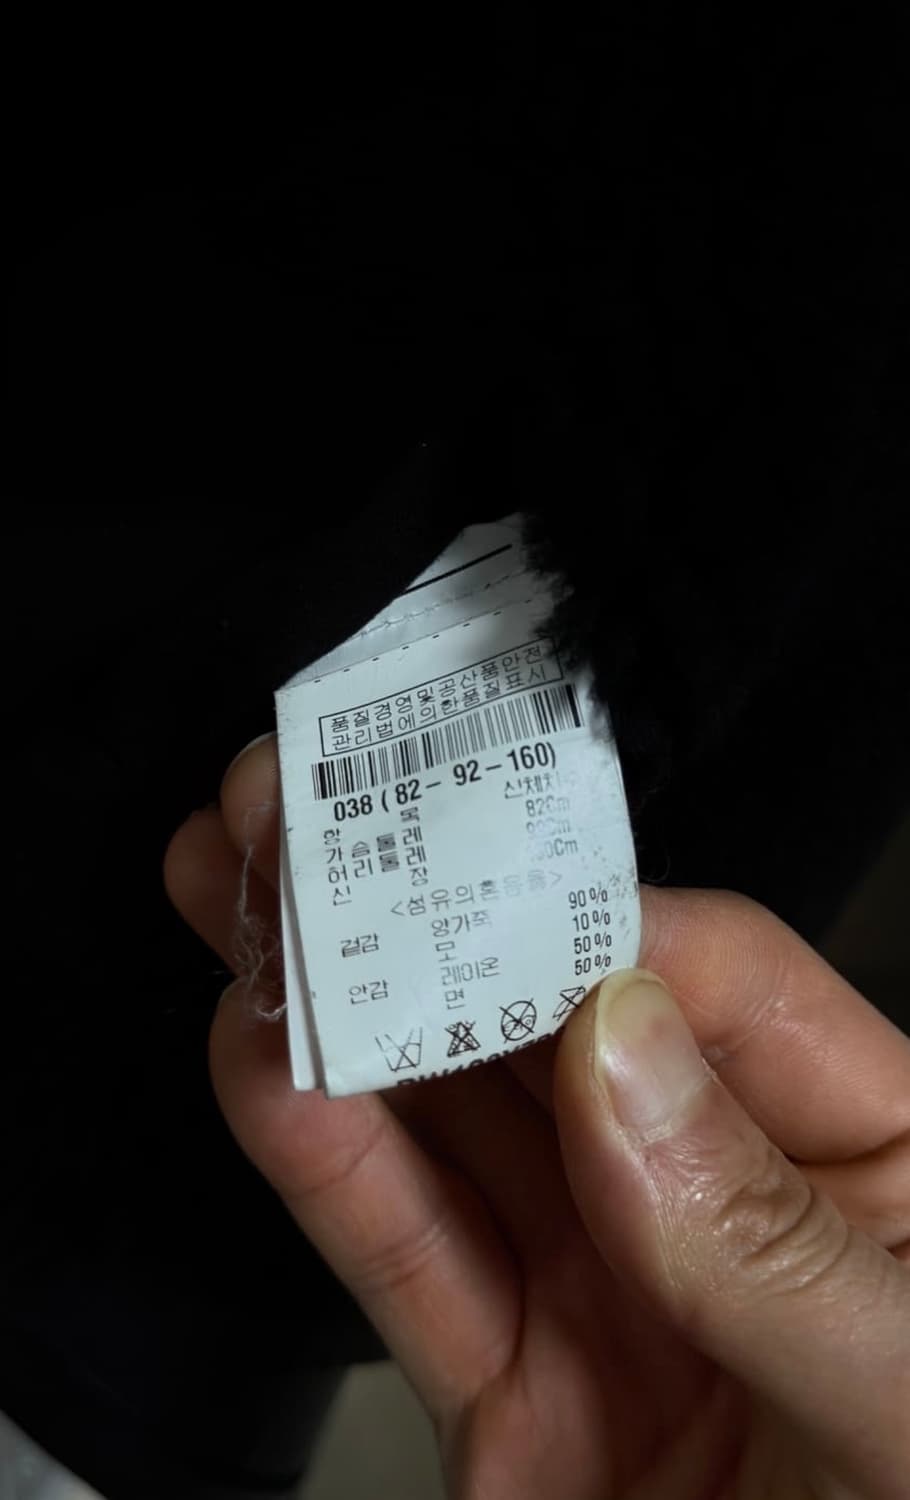 품질경영및공산품안전
관리법에의한품질표시
038 ( 82 – 92 – 160)
항 목 신체치
가슴둘레 82Cm
허리둘레
신 장
<섬유의혼용율>
겉감 양가죽 90%
모 10%
안감 레이온 50%
면 50%